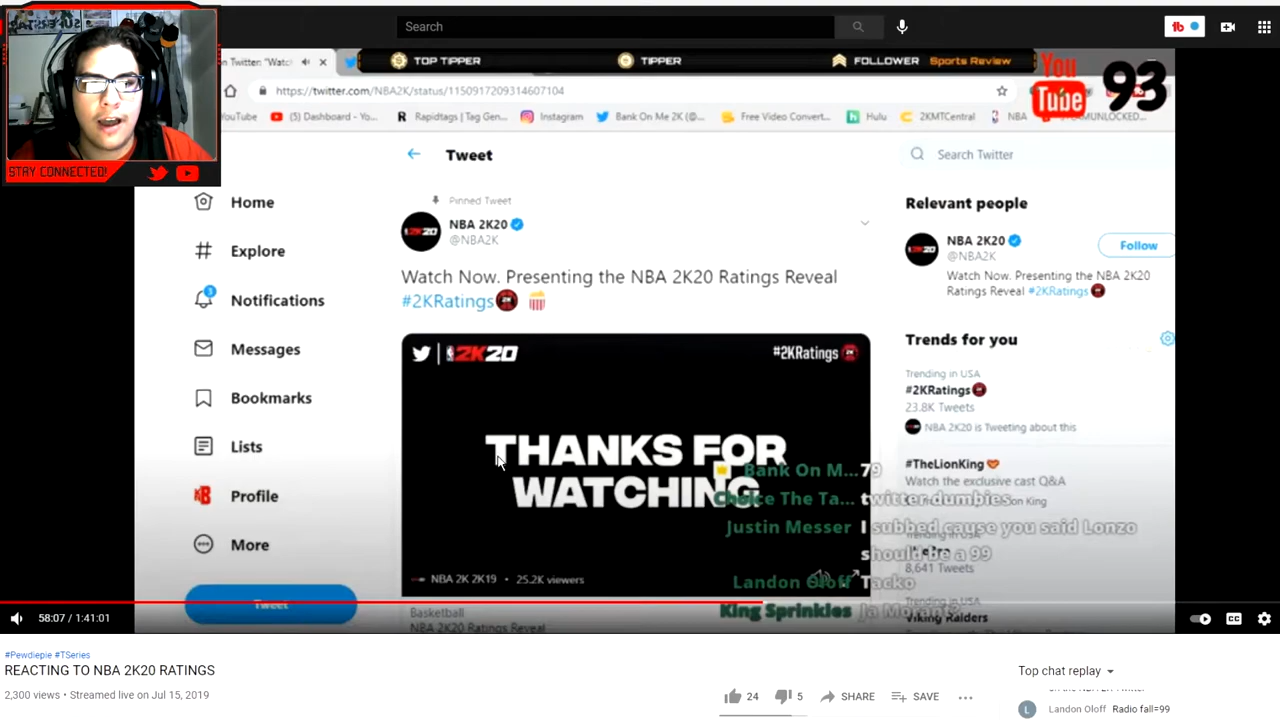 Search
TOP TIPPER
TIPPER
FOLLOWER Sports Review
You Tube 93
n Twitter: "Watc
https://twitter.com/NBA2K/status/1150917209314607104
YouTube
(5) Dashboard - Yo...
Rapidtags | Tag Gen...
Instagram
Bank On Me 2K (@...
Free Video Convert...
Hulu
2KMTCentral
NBA
STAY CONNECTED!
Tweet
Search Twitter
Home
Explore
Notifications
3
Messages
Bookmarks
Lists
Profile
More
Tweet
Pinned Tweet
NBA 2K20
@NBA2K
Watch Now. Presenting the NBA 2K20 Ratings Reveal
#2KRatings
2K20
#2KRatings
THANKS FOR
WATCHING
NBA 2K 2K19 • 25.2K viewers
Basketball
NBA 2K20 Ratings Reveal
Relevant people
NBA 2K20
@NBA2K
Follow
Watch Now. Presenting the NBA 2K20
Ratings Reveal #2KRatings
Trends for you
Trending in USA
#2KRatings
23.8K Tweets
NBA 2K20 is Tweeting about this
#TheLionKing
Watch the exclusive cast Q&A
8,641 Tweets
Viking Raiders
Bank On M... 79
Choice The Ta... twitter dumbies
Justin Messer I subbed cause you said Lonzo
should be a 99
Landon Oloff Tacko
King Sprinkles Ja Morant?
58:07 / 1:41:01
CC
#Pewdiepie #TSeries
REACTING TO NBA 2K20 RATINGS
2,300 views • Streamed live on Jul 15, 2019
24
5
SHARE
SAVE
Top chat replay
L Landon Oloff Radio fall=99